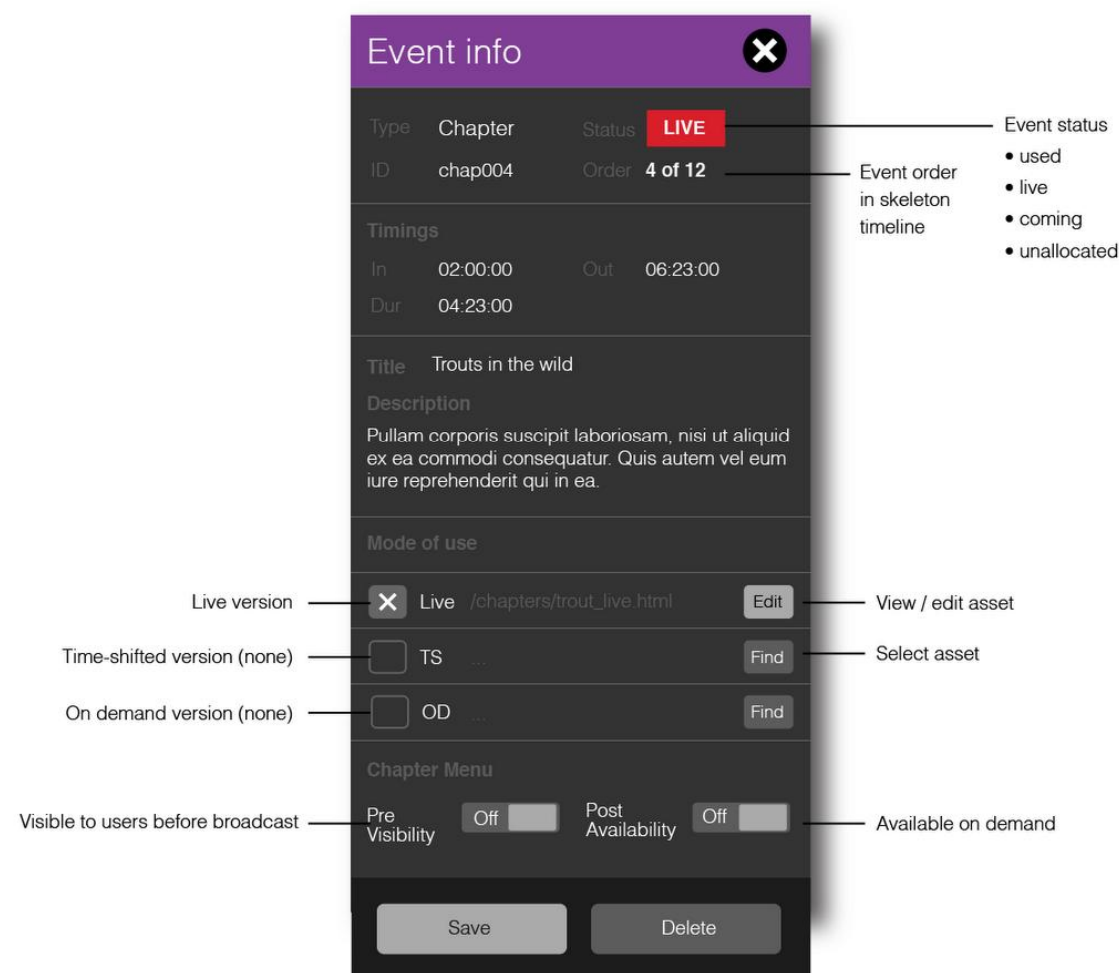 Event info
Type Chapter Status LIVE
ID chap004 Order 4 of 12
Timings
In 02:00:00 Out 06:23:00
Dur 04:23:00
Title Trouts in the wild
Description
Pullam corporis suscipit laboriosam, nisi ut aliquid
ex ea commodi consequatur. Quis autem vel eum
iure reprehenderit qui in ea.
Mode of use
Live /chapters/trout_live.html Edit
TS ... Find
OD ... Find
Chapter Menu
Pre
Visibility
Off
Post
Availability
Off
Save
Delete
Event status
• used
• live
• coming
• unallocated
Event order
in skeleton
timeline
Live version
View / edit asset
Time-shifted version (none)
Select asset
On demand version (none)
Visible to users before broadcast
Available on demand